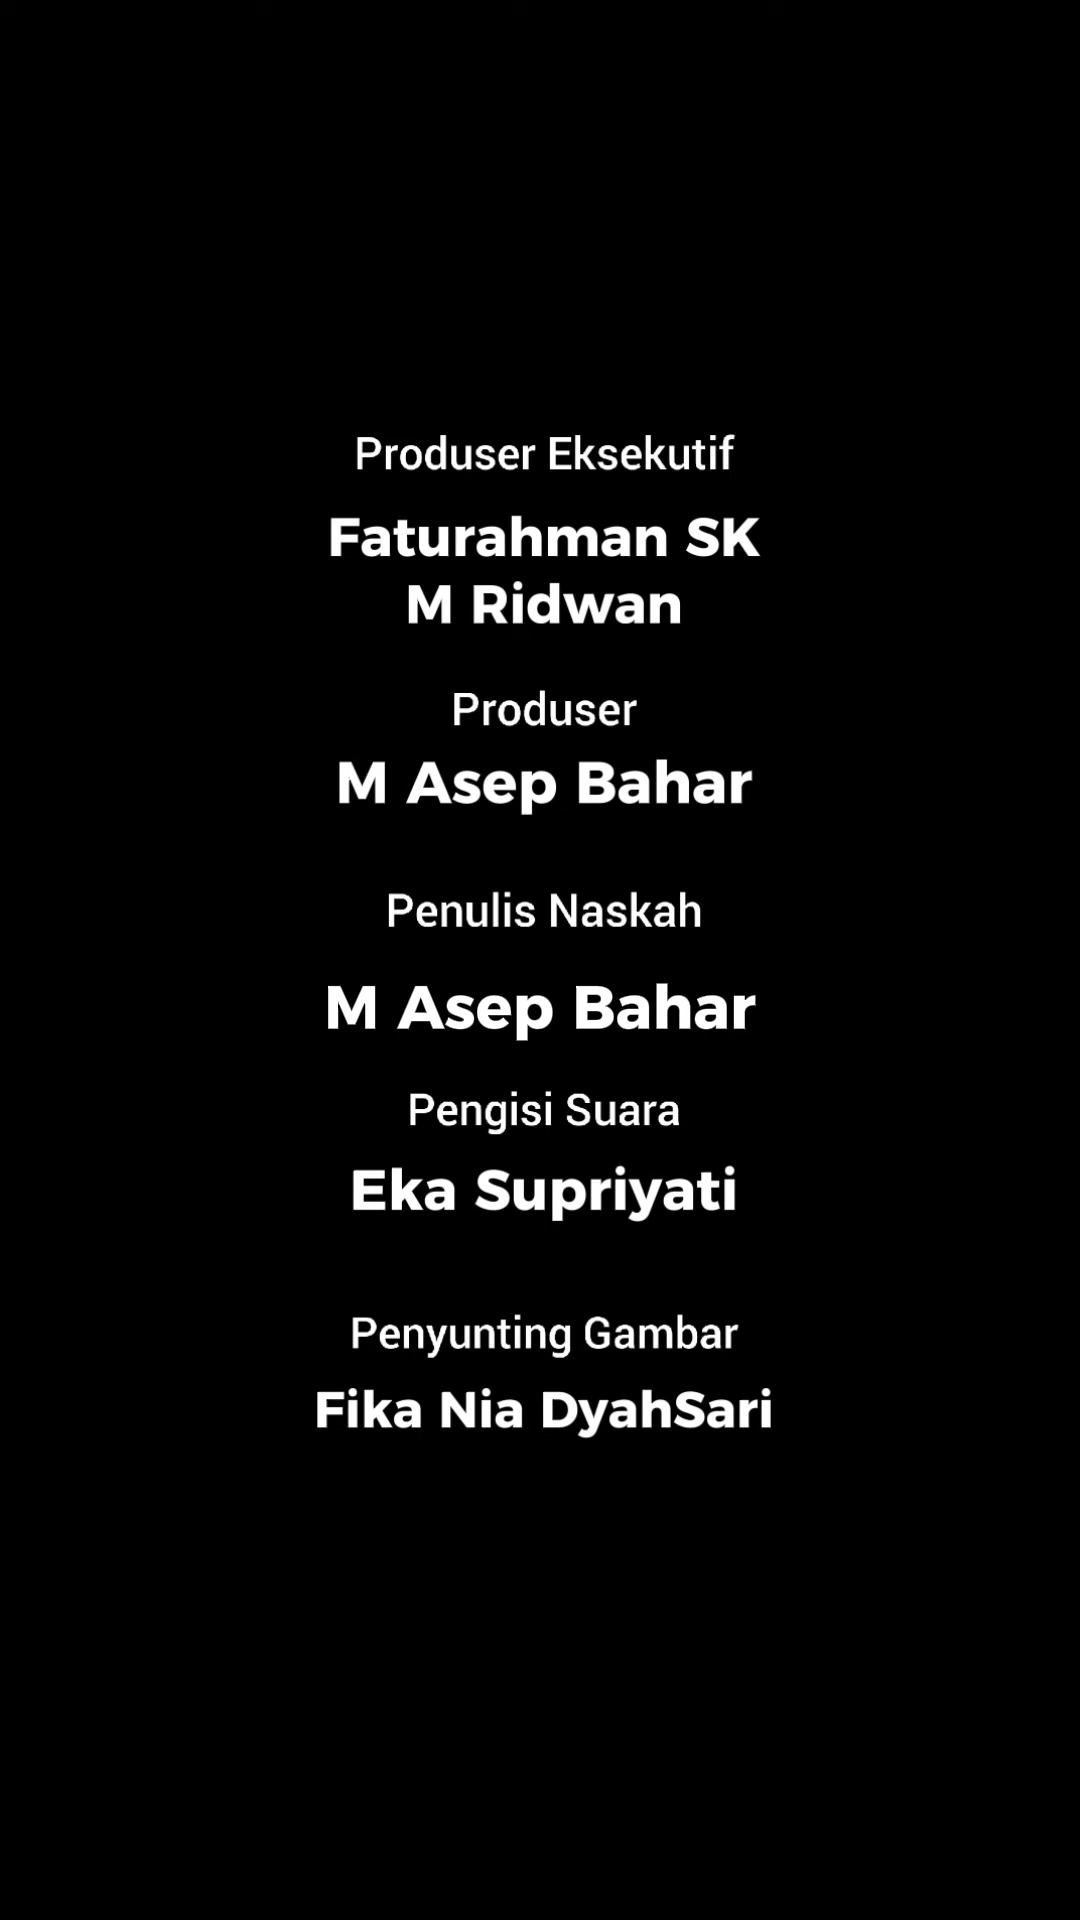 Produser Eksekutif
Faturahman SK
M Ridwan
Produser
M Asep Bahar
Penulis Naskah
M Asep Bahar
Pengisi Suara
Eka Supriyati
Penyunting Gambar
Fika Nia DyahSari